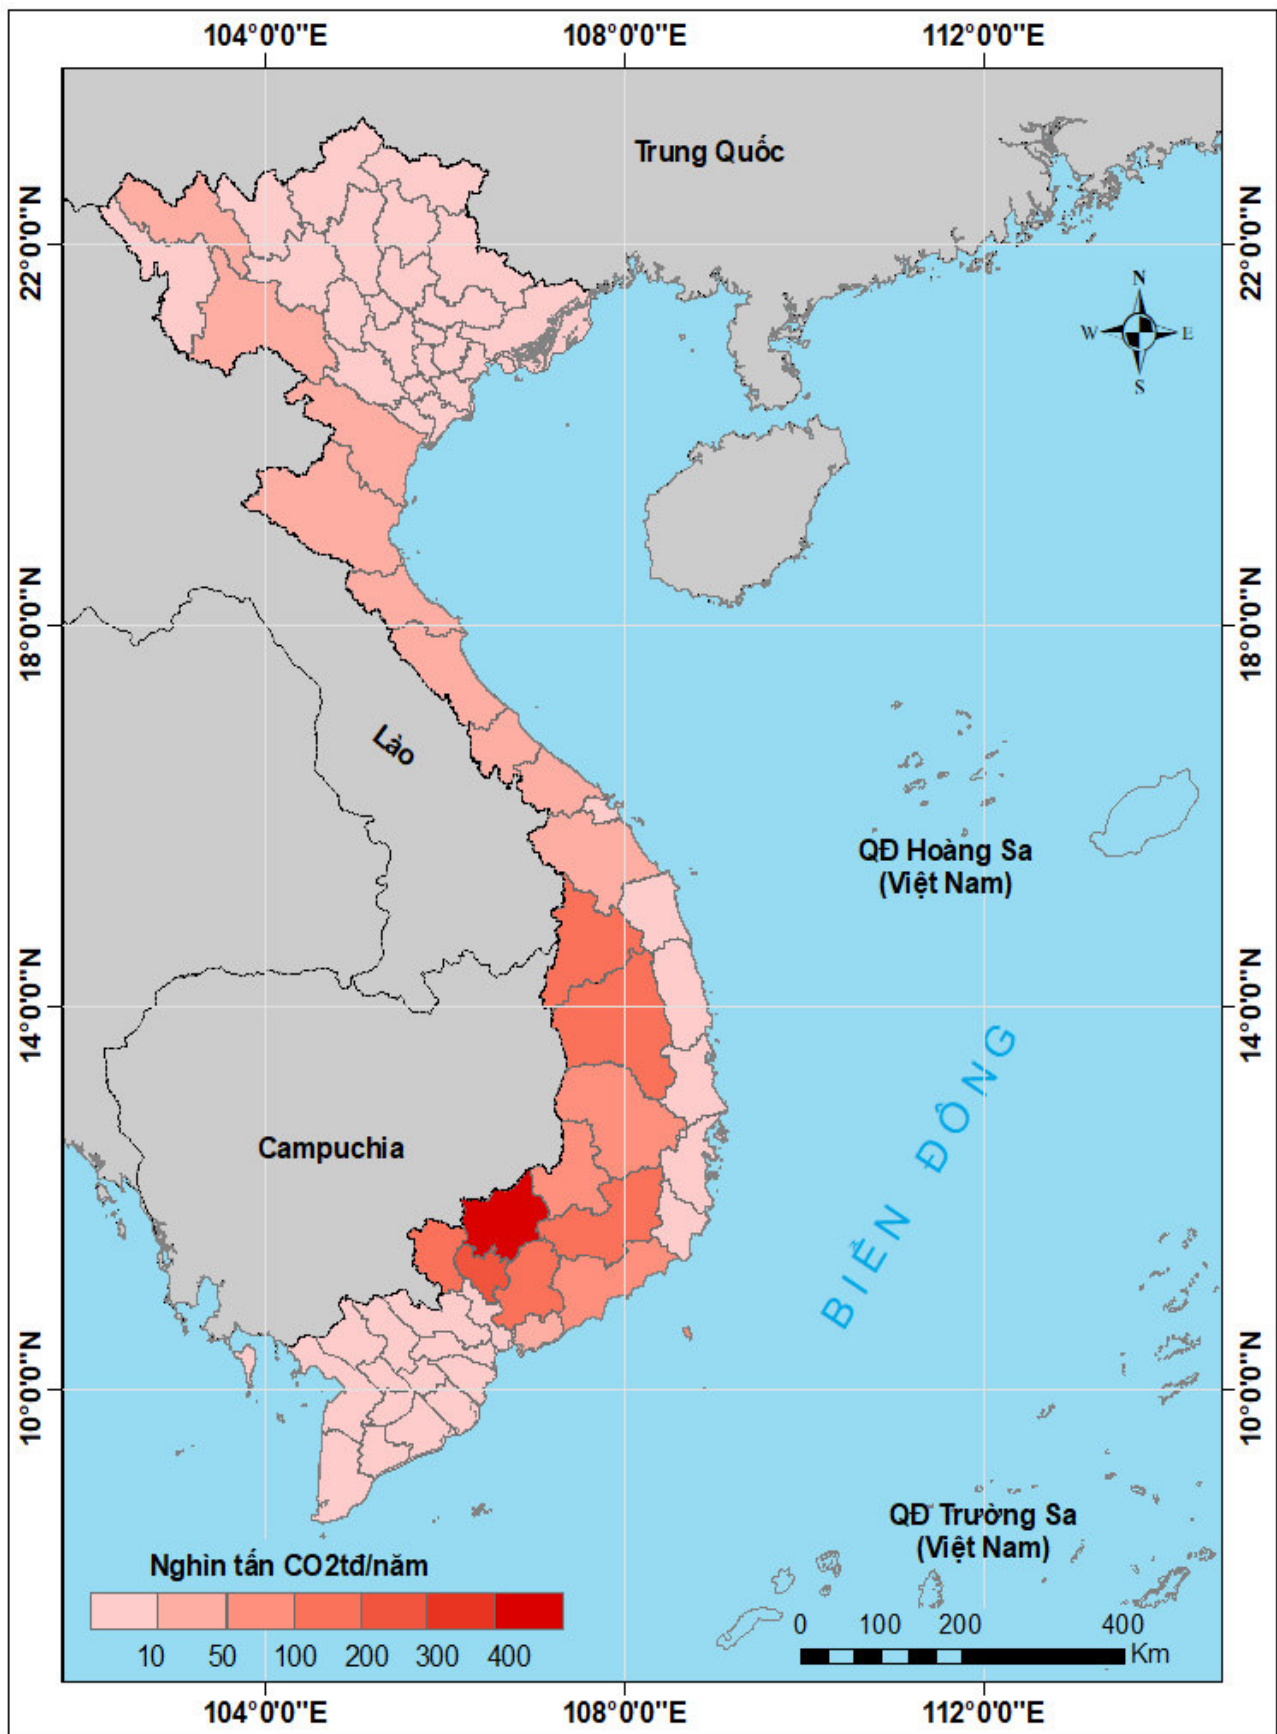 104°0'0"E 108°0'0"E 112°0'0"E
Trung Quốc
22°0'0"N 22°0'0"N
N
W E
S
18°0'0"N 18°0'0"N
Lào
QĐ Hoàng Sa
(Việt Nam)
14°0'0"N 14°0'0"N
BIỂN ĐÔNG
Campuchia
10°0'0"N 10°0'0"N
QĐ Trường Sa
(Việt Nam)
Nghìn tấn CO2tđ/năm
10 50 100 200 300 400
0 100 200 400
Km
104°0'0"E 108°0'0"E 112°0'0"E